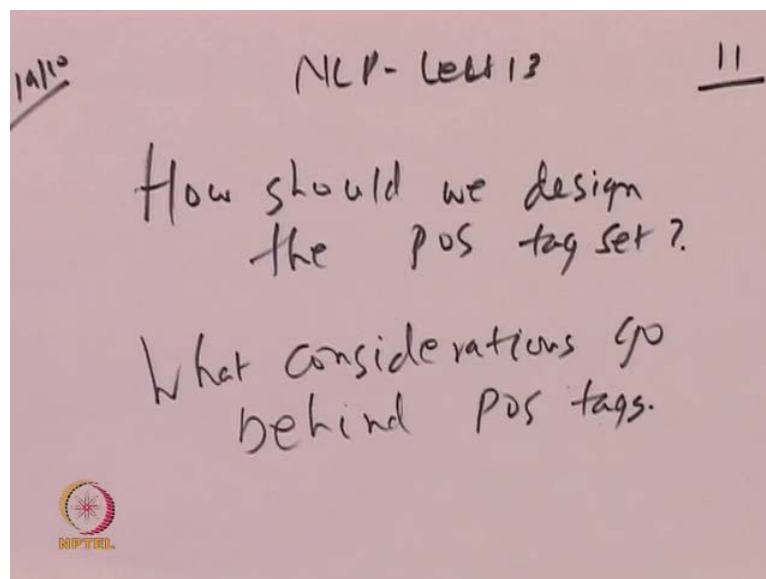 19/10
NLP - Lect 13
11
How should we design
the POS tag set?
What considerations go
behind POS tags.
NPTEL